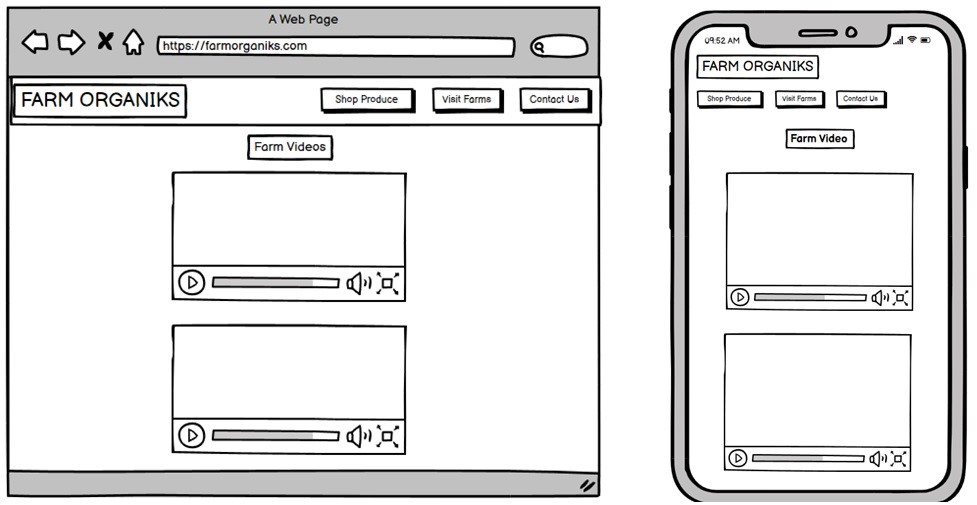 A Web Page
https://farmorganiks.com
FARM ORGANIKS
Shop Produce
Visit Farms
Contact Us
Farm Videos
09:52 AM
FARM ORGANIKS
Shop Produce
Visit Farms
Contact Us
Farm Video